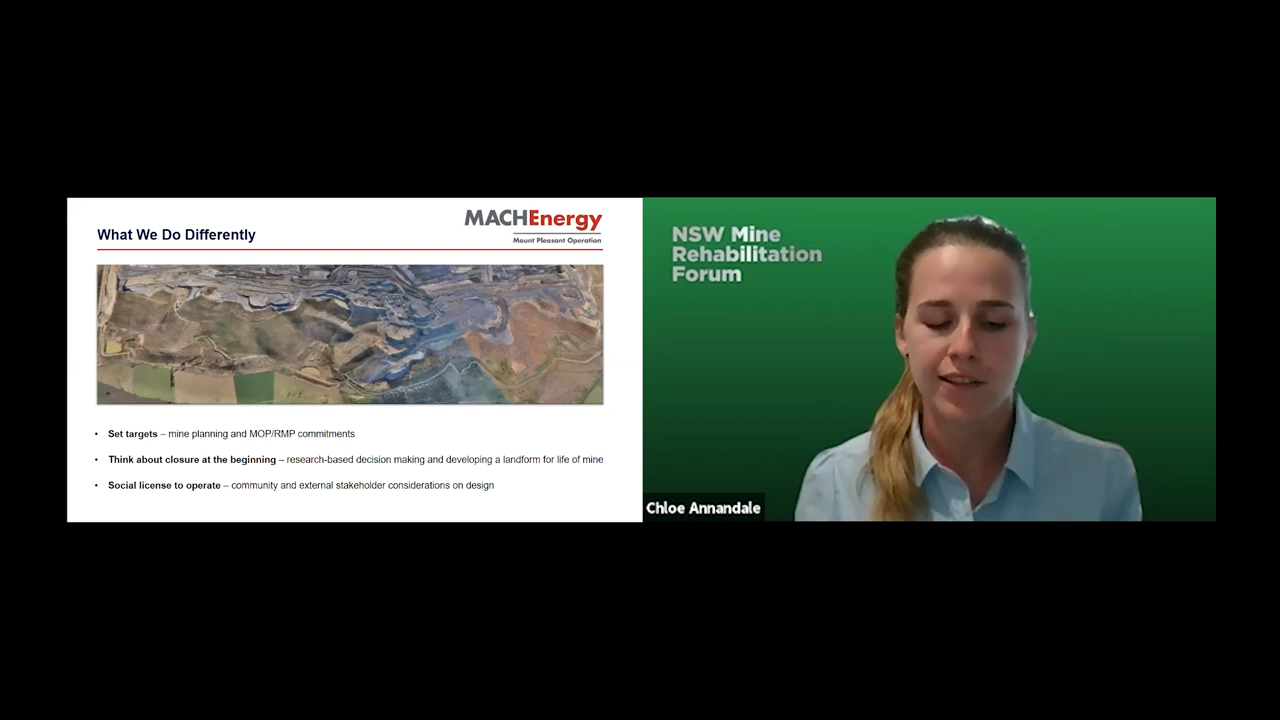 What We Do Differently
MACHEnergy
Mount Pleasant Operation
• Set targets – mine planning and MOP/RMP commitments
• Think about closure at the beginning – research-based decision making and developing a landform for life of mine
• Social license to operate – community and external stakeholder considerations on design
NSW Mine
Rehabilitation
Forum
Chloe Annandale